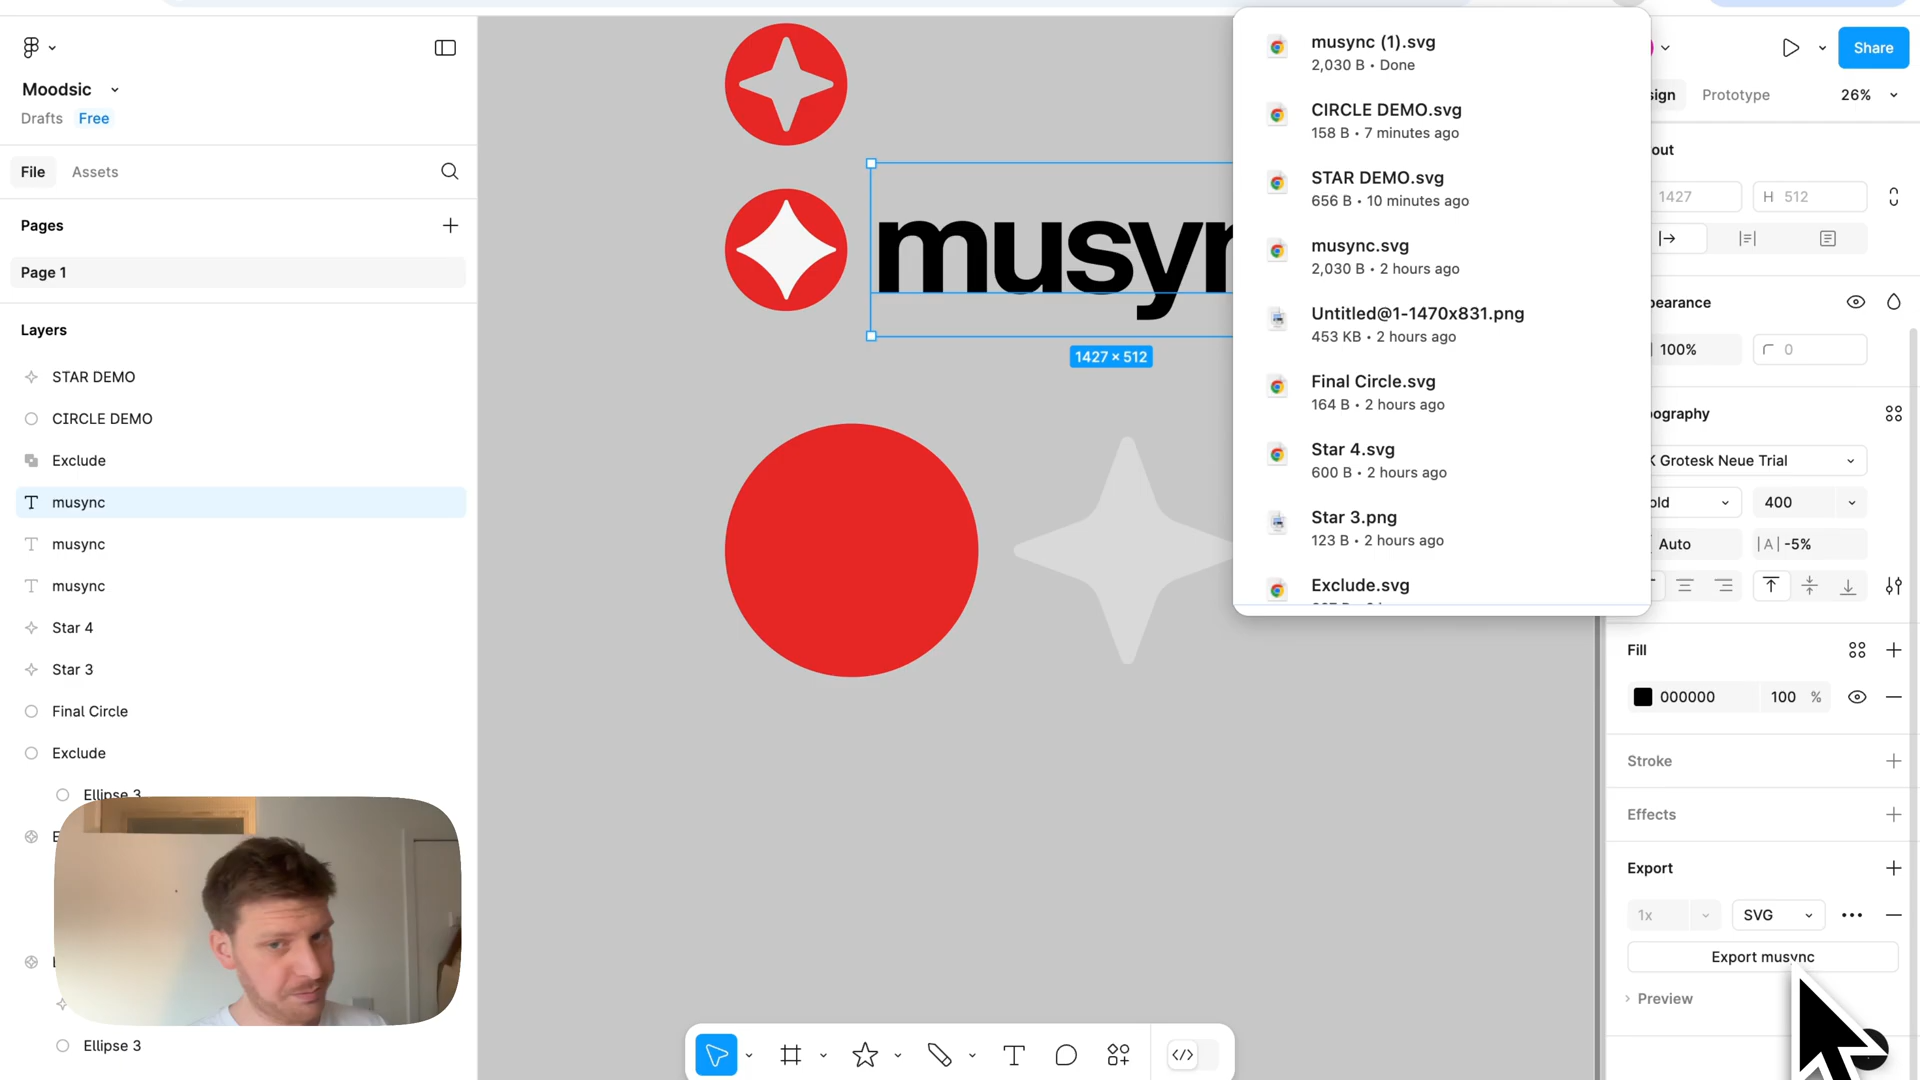 Moodsic
Drafts Free
File Assets
Pages
Page 1
Layers
STAR DEMO
CIRCLE DEMO
Exclude
musync
musync
musync
Star 4
Star 3
Final Circle
Exclude
Ellipse 3
Ellipse 3
musyn
1427 × 512
musync (1).svg
2,030 B • Done
CIRCLE DEMO.svg
158 B • 7 minutes ago
STAR DEMO.svg
656 B • 10 minutes ago
musync.svg
2,030 B • 2 hours ago
Untitled@1-1470x831.png
453 KB • 2 hours ago
Final Circle.svg
164 B • 2 hours ago
Star 4.svg
600 B • 2 hours ago
Star 3.png
123 B • 2 hours ago
Exclude.svg
Share
sign Prototype 26%
out
1427 H 512
pearance
100% 0
ography
K Grotesk Neue Trial
old 400
Auto |A| -5%
Fill
000000 100 %
Stroke
Effects
Export
1x SVG
Export musync
Preview